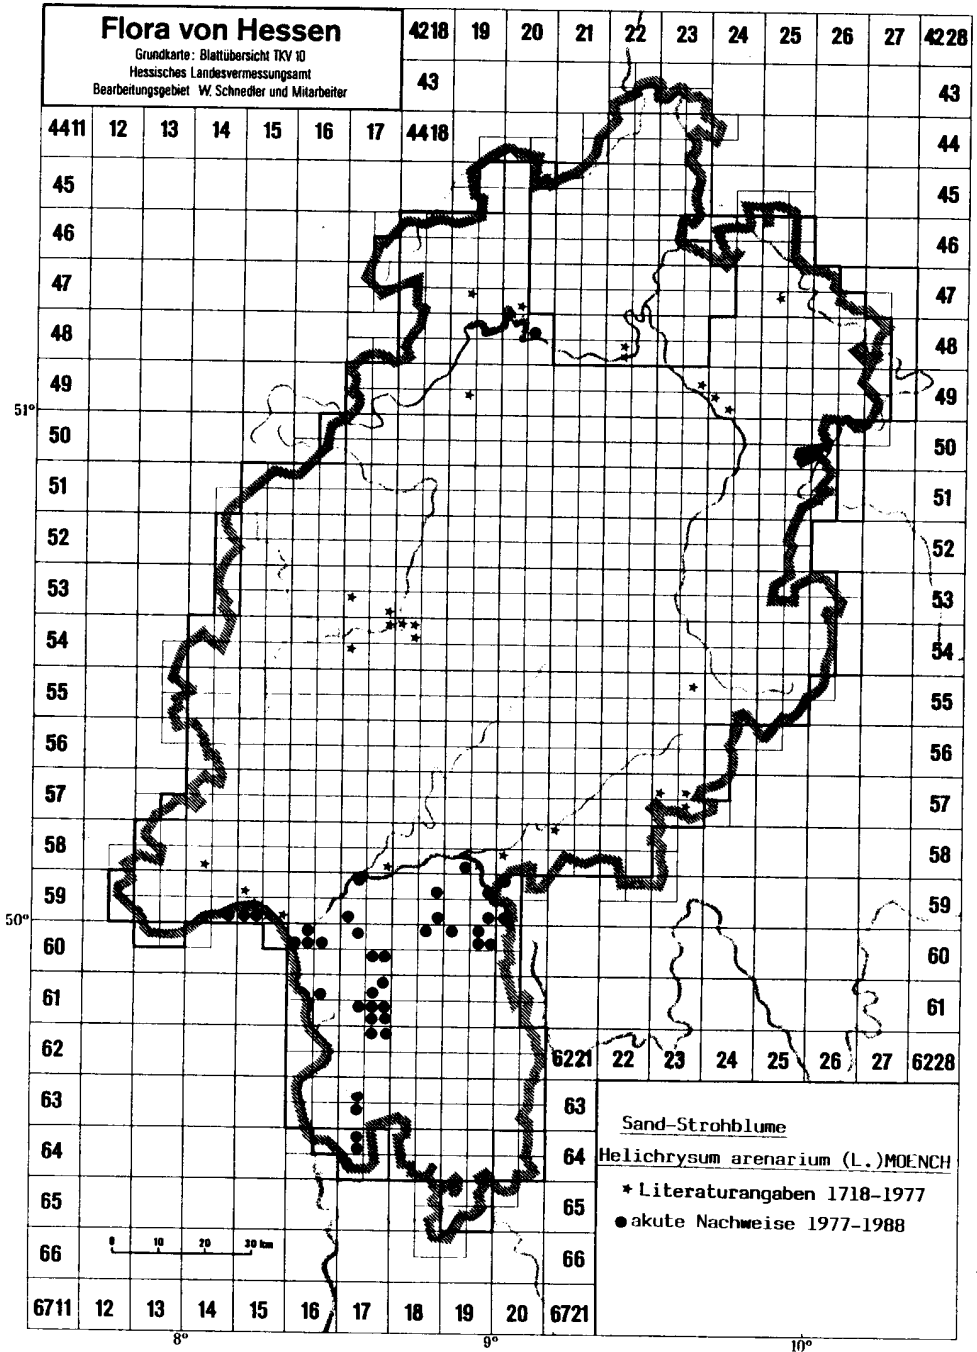 Flora von Hessen
Grundkarte: Blattübersicht TKV 10
Hessisches Landesvermessungsamt
Bearbeitungsgebiet W. Schnedler und Mitarbeiter
4218 19 20 21 22 23 24 25 26 27 4228
43 43
4411 12 13 14 15 16 17 4418 44
45 45
46 46
47 47
48 48
49 49
51°
50 50
51 51
52 52
53 53
54 54
55 55
56 56
57 57
58 58
59 59
50°
60 60
61 61
62 6221 22 23 24 25 26 27 6228
63 63
64 64
65 65
66 66
6711 12 13 14 15 16 17 18 19 20 6721
8° 9° 10°
0 10 20 30 km
Sand-Strohblume
Helichrysum arenarium (L.)MOENCH
★ Literaturangaben 1718-1977
● akute Nachweise 1977-1988